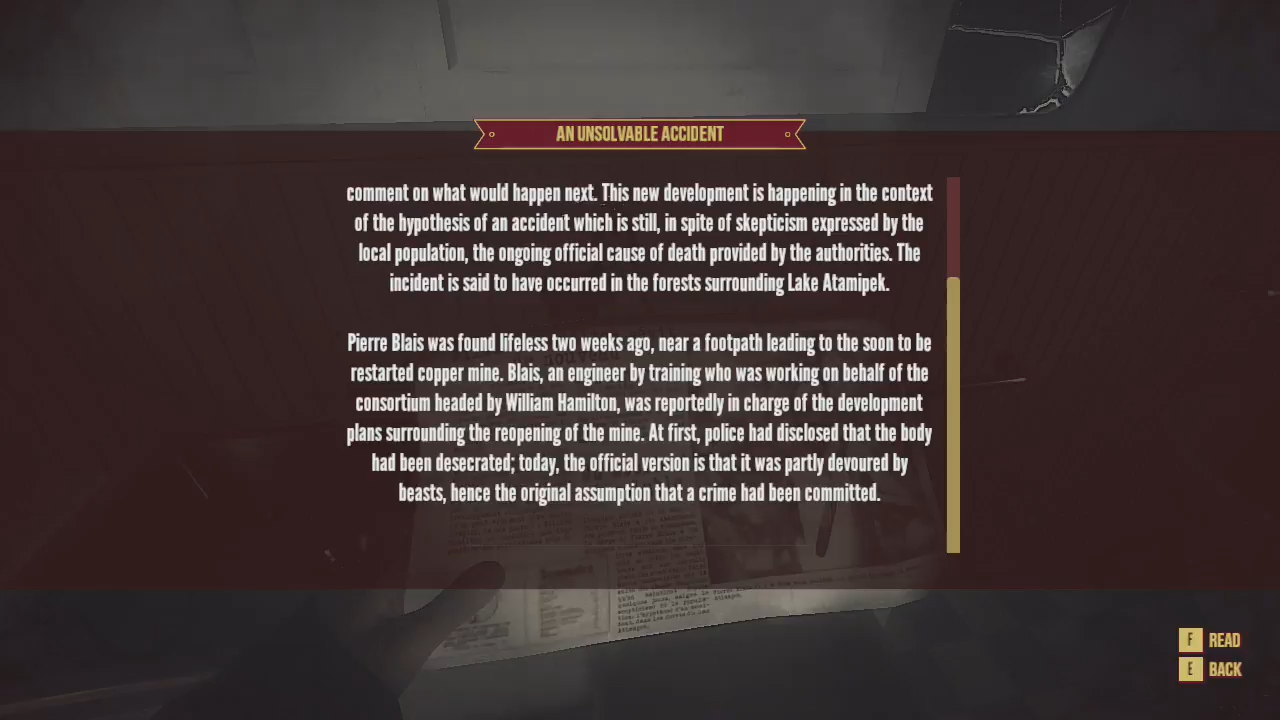 AN UNSOLVABLE ACCIDENT
comment on what would happen next. This new development is happening in the context
of the hypothesis of an accident which is still, in spite of skepticism expressed by the
local population, the ongoing official cause of death provided by the authorities. The
incident is said to have occurred in the forests surrounding Lake Atamipek.
Pierre Blais was found lifeless two weeks ago, near a footpath leading to the soon to be
restarted copper mine. Blais, an engineer by training who was working on behalf of the
consortium headed by William Hamilton, was reportedly in charge of the development
plans surrounding the reopening of the mine. At first, police had disclosed that the body
had been desecrated; today, the official version is that it was partly devoured by
beasts, hence the original assumption that a crime had been committed.
F READ
E BACK